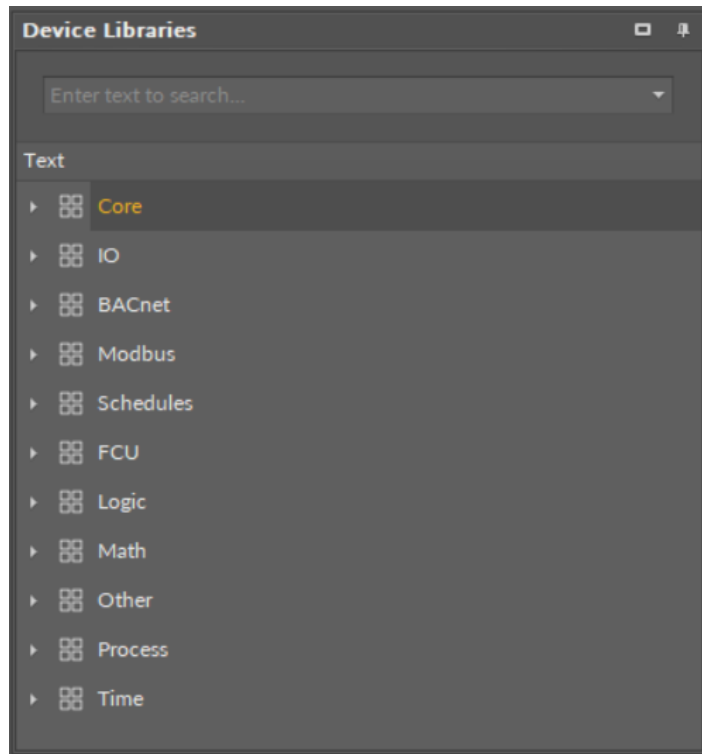 Device Libraries
Enter text to search...
Text
Core
IO
BACnet
Modbus
Schedules
FCU
Logic
Math
Other
Process
Time